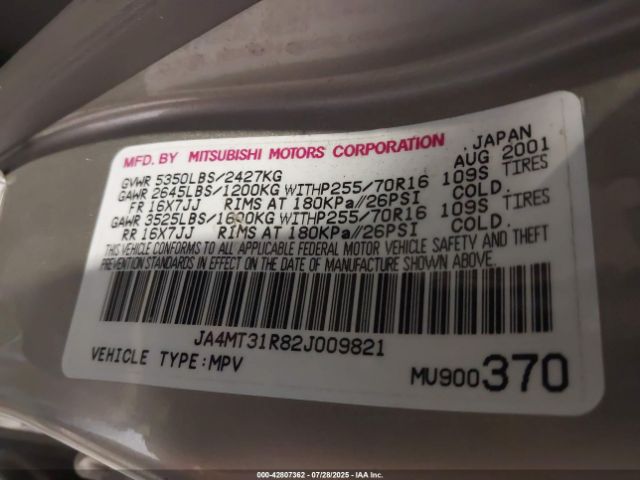 MFD. BY MITSUBISHI MOTORS CORPORATION JAPAN
GVWR 5350LBS/2427KG AUG 2001
GAWR 2645LBS/1200KG WITHP255/70R16 109S TIRES
FR 16X7JJ RIMS AT 180KPa//26PSI COLD.
GAWR 3525LBS/1600KG WITHP255/70R16 109S TIRES
RR 16X7JJ RIMS AT 180KPa//26PSI COLD.
THIS VEHICLE CONFORMS TO ALL APPLICABLE FEDERAL MOTOR VEHICLE SAFETY AND THEFT
PREVENTION STANDARDS IN EFFECT ON THE DATE OF MANUFACTURE SHOWN ABOVE.
JA4MT31R82J009821
VEHICLE TYPE:MPV MU900370
000-42807362 | 07/28/2025 | IAAI.COM